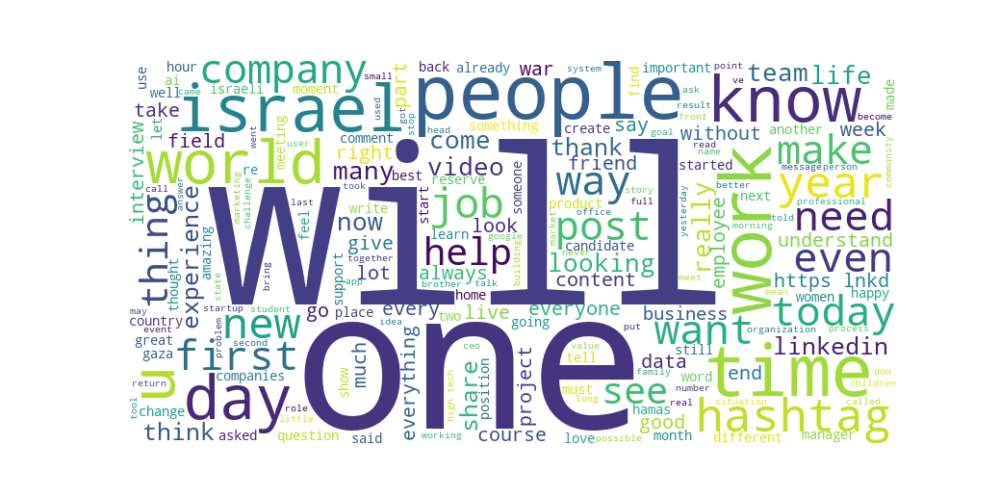 use
hour
ai
company
back
already
war
system
small
important
find
point
ve
team
life
well
came
israeli
israel
part
used
got
people
know
ask
result
become
made
take
let
moment
stop
head
something
create
say
front
read
without
another
week
interview
field
meeting
user
world
comment
right
come
thank
goal
name
many
best
video
friend
started
make
message
person
community
re
way
call
went
answer
will
took
reserve
start
look
someone
story
full
better
next
work
year
professional
thing
experience
marketing
challenge
last
feel
write
job
product
office
post
really
employee
yesterday
morning
told
need
now
learn
google
market
never
candidate
understand
thought
amazing
together
support
give
help
building
looking
meet
even
bring
app
lot
always
brother
talk
content
https
lnkd
women
happy
state
home
mean
may
startup
student
go
place
every
two
live
everyone
business
today
country
event
problem
new
second
idea
going
put
want
organization
process
great
gaza
first
one
much
everything
ceo
project
value
tell
still
data
linkedin
companies
show
share
position
see
family
word
end
don
children
return
u
day
role
high tech
must
long
number
real
situation
called
tool
change
little
hamas
good
time
hashtag
think
asked
question
said
working
course
love
possible
month
different
manager